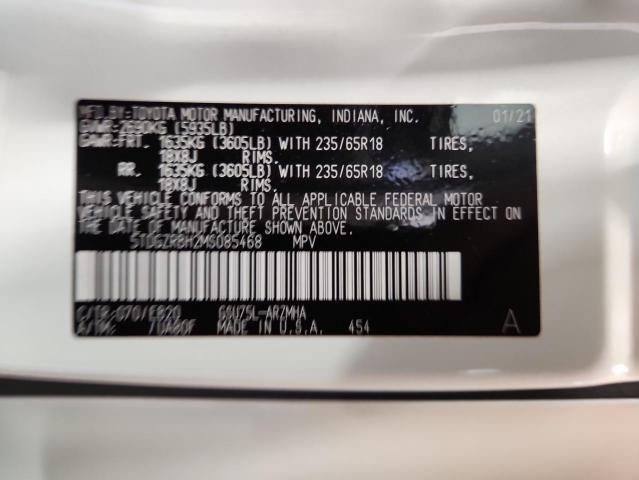 MFD.BY:TOYOTA MOTOR MANUFACTURING, INDIANA, INC. 01/21
GVWR:2690KG (5935LB)
GAWR:FRT. 1635KG (3605LB) WITH 235/65R18 TIRES,
18X8J RIMS.
RR. 1635KG (3605LB) WITH 235/65R18 TIRES,
18X8J RIMS.
THIS VEHICLE CONFORMS TO ALL APPLICABLE FEDERAL MOTOR
VEHICLE SAFETY AND THEFT PREVENTION STANDARDS IN EFFECT ON
THE DATE OF MANUFACTURE SHOWN ABOVE.
5TDGZRBH2MS085468 MPV
C/TR:070/EB20 GSU75L-ARZMHA
A/TM: /UA80F MADE IN U.S.A. 454 A